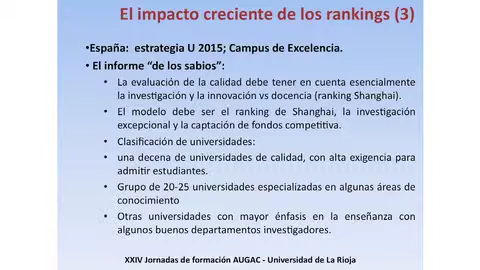 El impacto creciente de los rankings (3)
•España: estrategia U 2015; Campus de Excelencia.
• El informe “de los sabios”:
• La evaluación de la calidad debe tener en cuenta esencialmente
la investigación y la innovación vs docencia (ranking Shanghai).
• El modelo debe ser el ranking de Shanghai, la investigación
excepcional y la captación de fondos competitiva.
• Clasificación de universidades:
• una decena de universidades de calidad, con alta exigencia para
admitir estudiantes.
• Grupo de 20-25 universidades especializadas en algunas áreas de
conocimiento
• Otras universidades con mayor énfasis en la enseñanza con
algunos buenos departamentos investigadores.
XXIV Jornadas de formación AUGAC - Universidad de La Rioja